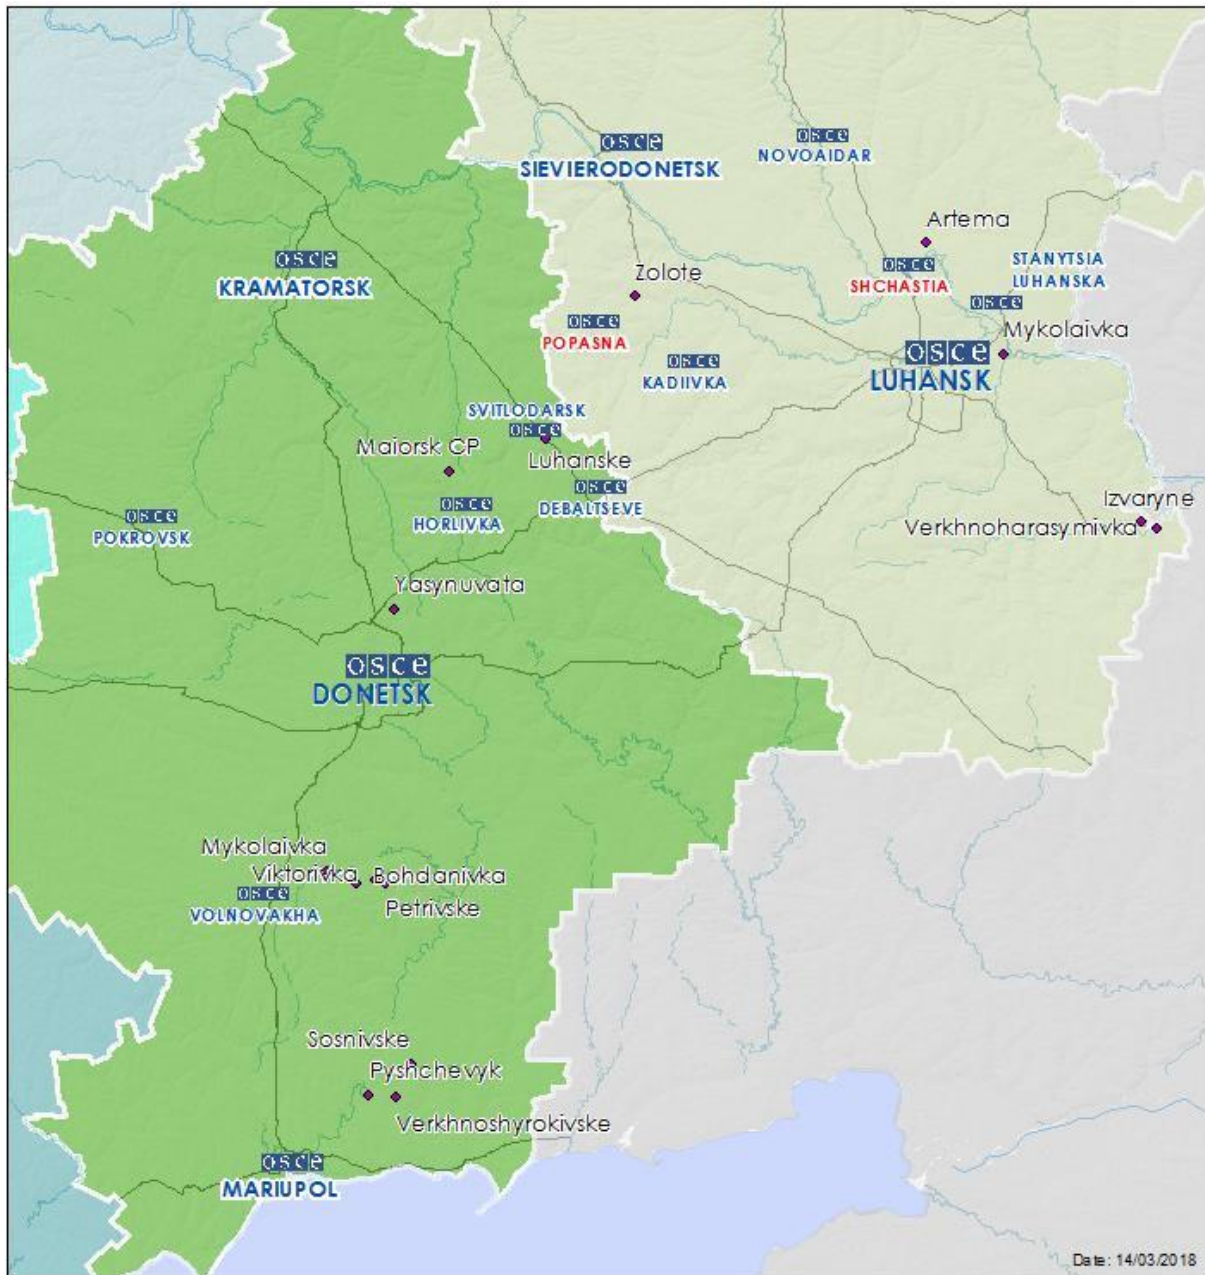 osce
SIEVIERODONETSK
osce
NOVOAIDAR
Artema
osce
KRAMATORSK
Zolote
osce
SHCHASTIA
STANYTSIA
LUHANSKA
osce
osce
POPASNA
Mykolaivka
osce
LUHANSK
osce
KADIIVKA
SVITLODARSK
osce
Maiorsk CP
Luhanske
osce
DEBALTSEVE
osce
HORLIVKA
osce
POKROVSK
Izvaryne
Verkhnoharasymivka
Yasynuvata
osce
DONETSK
Mykolaivka
Viktorivka
Bohdanivka
osce
VOLNOVAKHA
Petrivske
Sosnivske
Pyshchevyk
Verkhnoshyrokivske
osce
MARIUPOL
Date: 14/03/2018